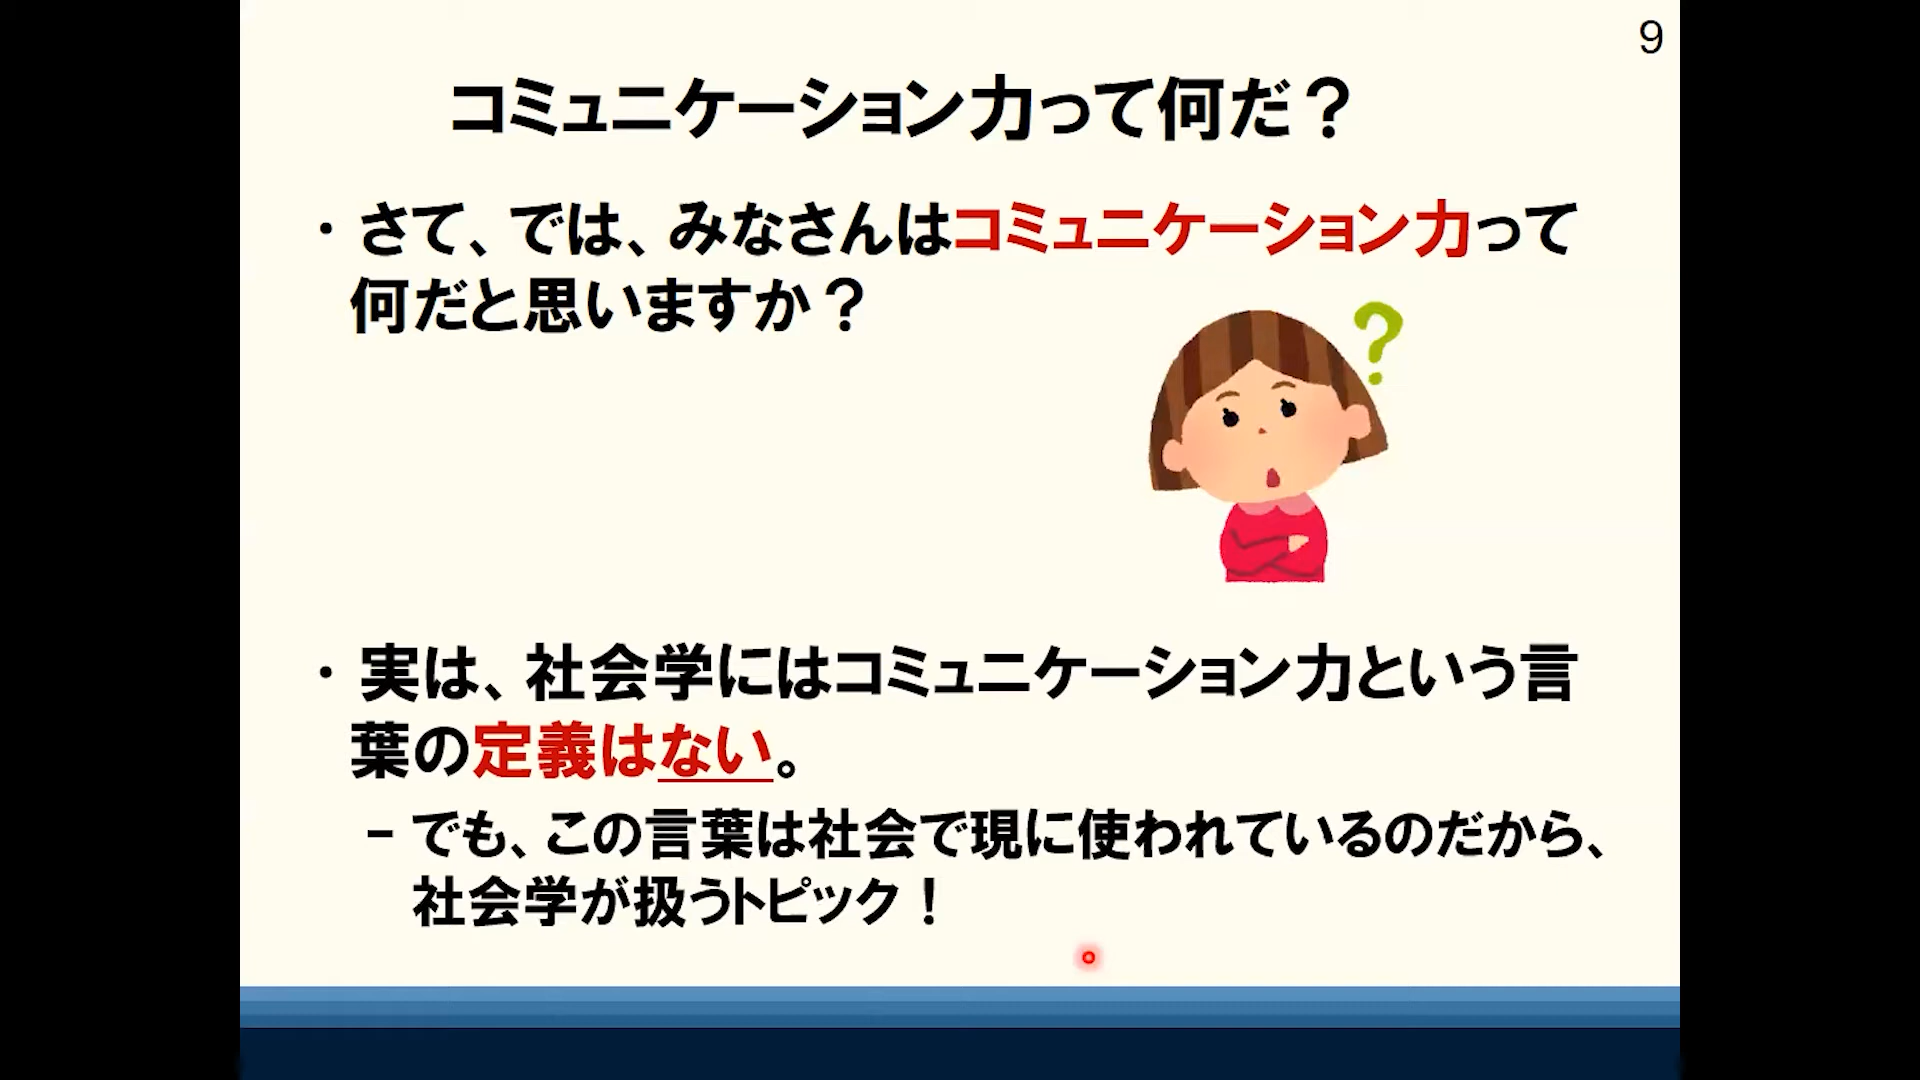 9
コミュニケーション力って何だ？
・さて、では、みなさんはコミュニケーション力って
何だと思いますか？
?
・実は、社会学にはコミュニケーション力という言
葉の定義はない。
－でも、この言葉は社会で現に使われているのだから、
社会学が扱うトピック！